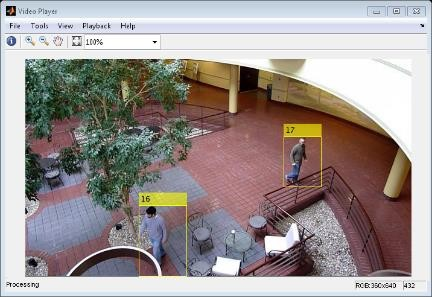 Video Player
File Tools View Playback Help
100%
17
16
Processing
RGB:360x640 432